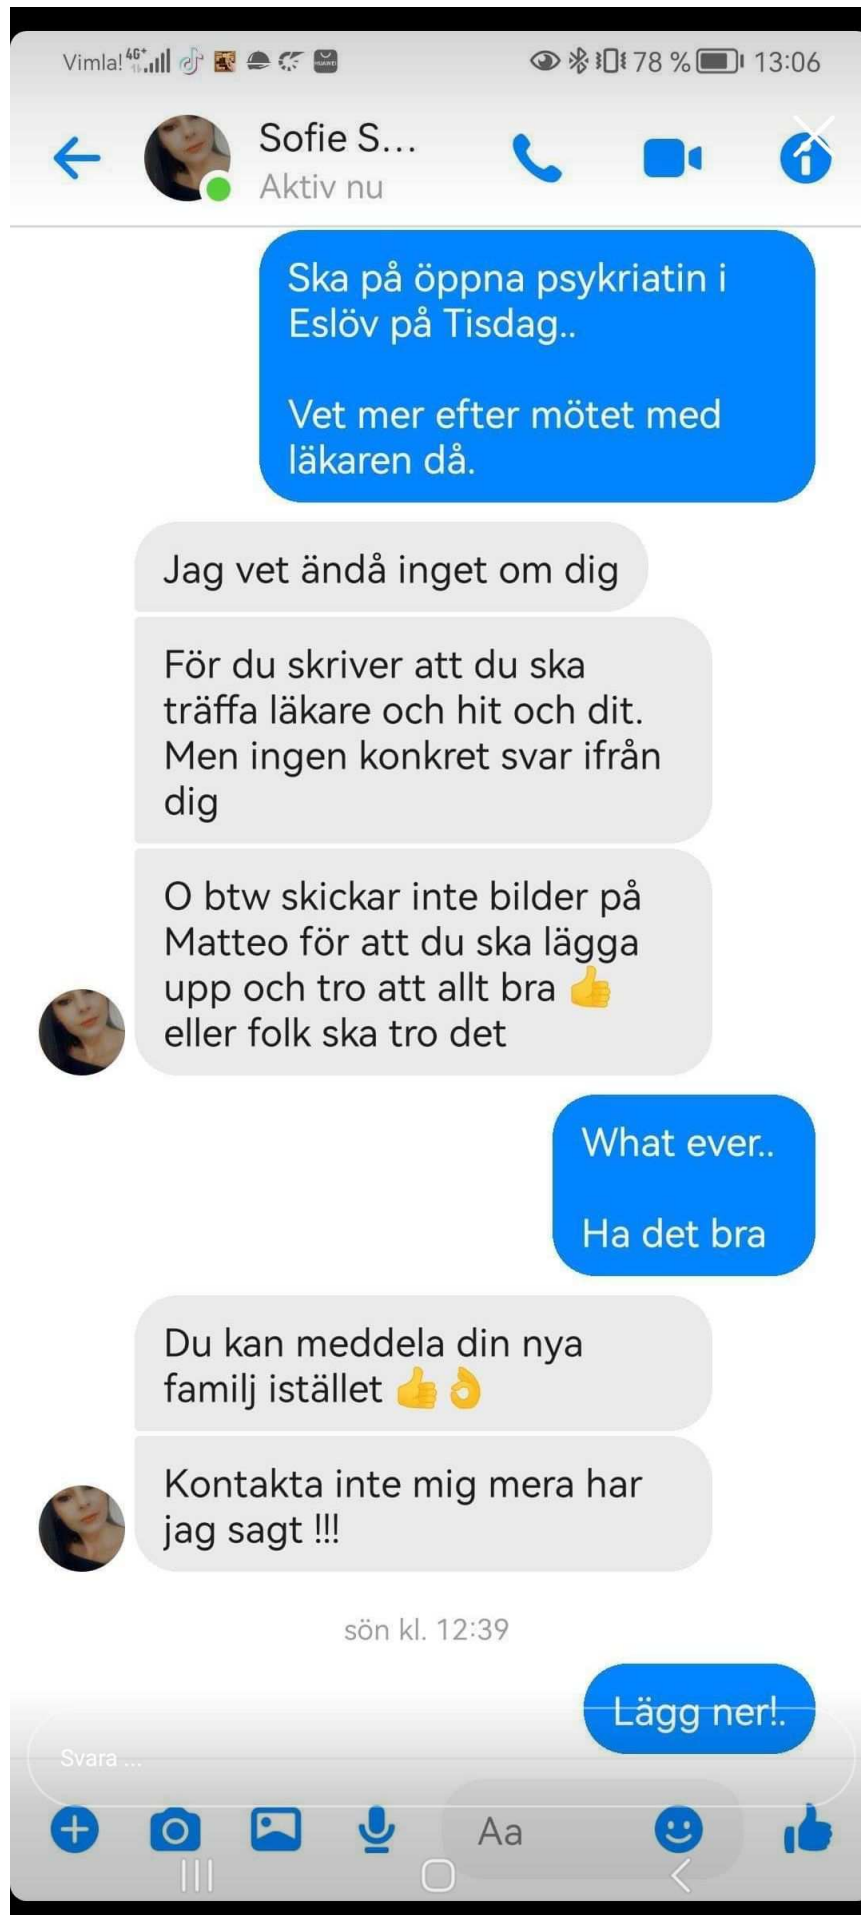 Vimla! 4G+ 78 % 13:06
Sofie S...
Aktiv nu
Ska på öppna psykriatin i
Eslöv på Tisdag..
Vet mer efter mötet med
läkaren då.
Jag vet ändå inget om dig
För du skriver att du ska
träffa läkare och hit och dit.
Men ingen konkret svar ifrån
dig
O btw skickar inte bilder på
Matteo för att du ska lägga
upp och tro att allt bra 👍
eller folk ska tro det
What ever..
Ha det bra
Du kan meddela din nya
familj istället 👍👌
Kontakta inte mig mera har
jag sagt !!!
sön kl. 12:39
Lägg ner!.
Svara ...
Aa